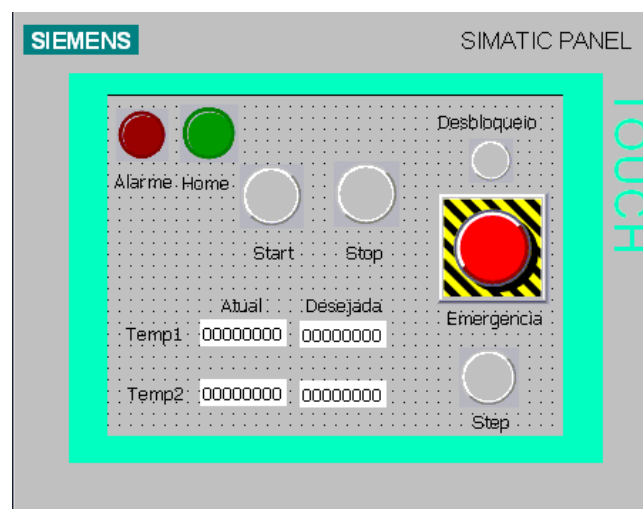 SIEMENS
SIMATIC PANEL
TOUCH
Desbloqueio
Alarme Home
Start Stop
Emergencia
Atual Desejada
Temp1 00000000 00000000
Temp2 00000000 00000000
Step